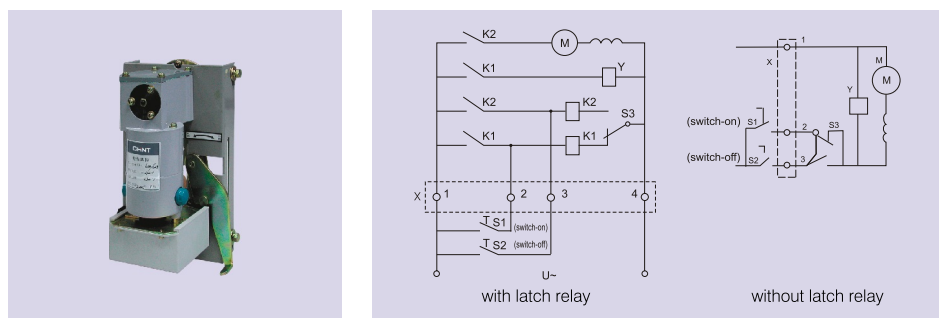 CHNT
K2
M
K1
Y
K2
K2
S3
K1
K1
X
1
2
3
4
T S1 (switch-on)
T S2 (switch-off)
U~
with latch relay
1
X
M
M
Y
(switch-on)
S1
2
S3
(switch-off)
S2
3
without latch relay